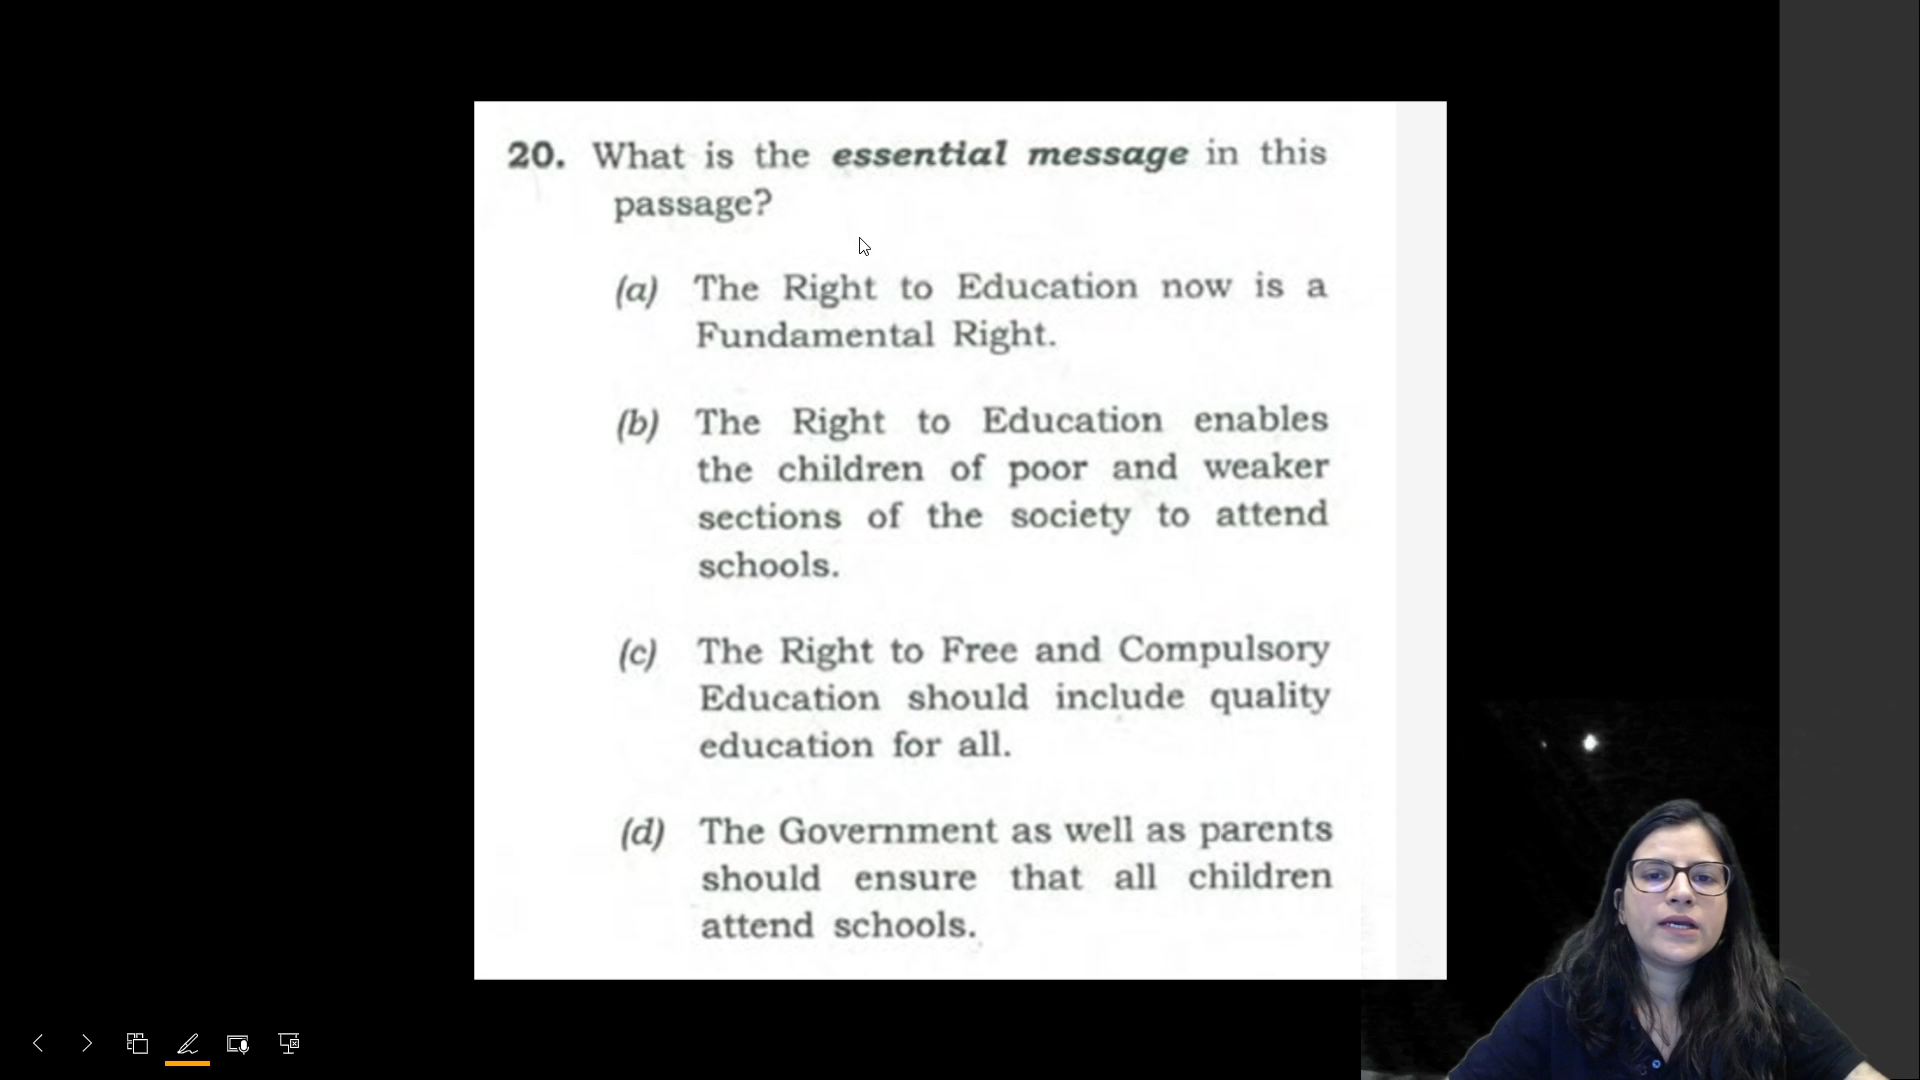 20. What is the essential message in this
passage?
(a) The Right to Education now is a
Fundamental Right.
(b) The Right to Education enables
the children of poor and weaker
sections of the society to attend
schools.
(c) The Right to Free and Compulsory
Education should include quality
education for all.
(d) The Government as well as parents
should ensure that all children
attend schools.